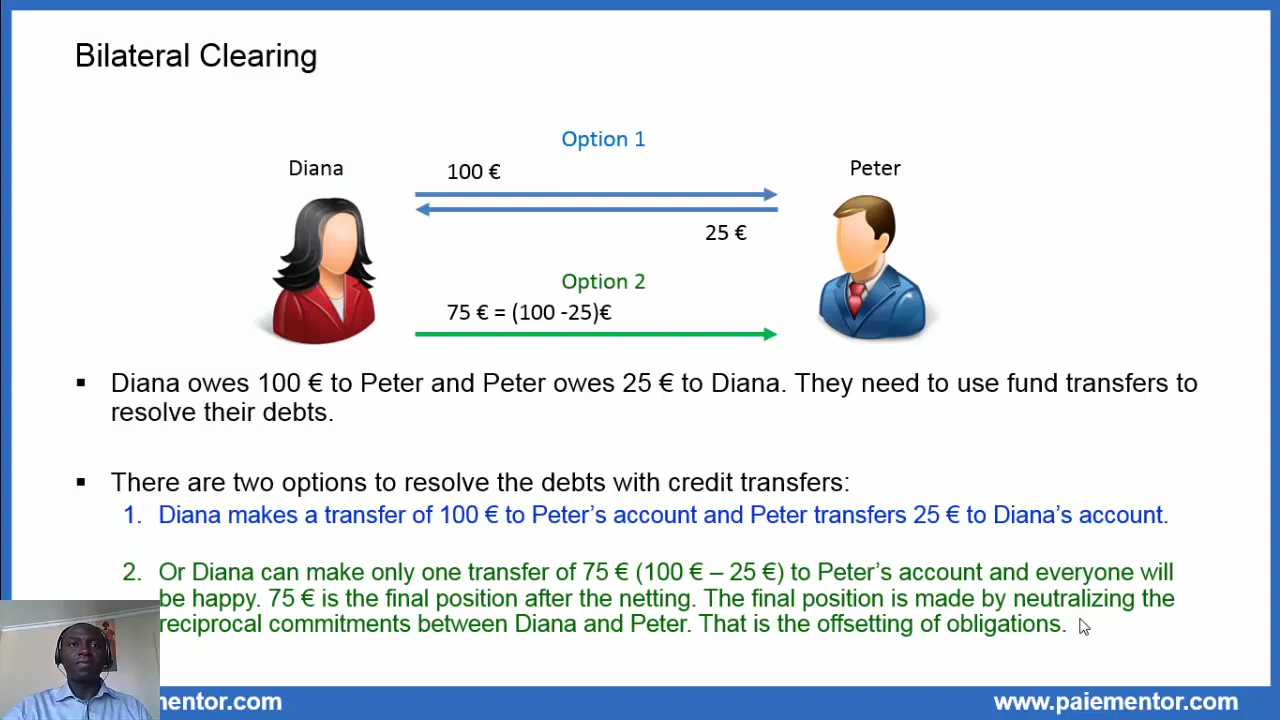 Bilateral Clearing
Option 1
Diana
100 €
Peter
25 €
Option 2
75 € = (100 -25)€
▪ Diana owes 100 € to Peter and Peter owes 25 € to Diana. They need to use fund transfers to
resolve their debts.
▪ There are two options to resolve the debts with credit transfers:
1. Diana makes a transfer of 100 € to Peter’s account and Peter transfers 25 € to Diana’s account.
2. Or Diana can make only one transfer of 75 € (100 € – 25 €) to Peter’s account and everyone will
be happy. 75 € is the final position after the netting. The final position is made by neutralizing the
reciprocal commitments between Diana and Peter. That is the offsetting of obligations.
mentor.com
www.paiementor.com